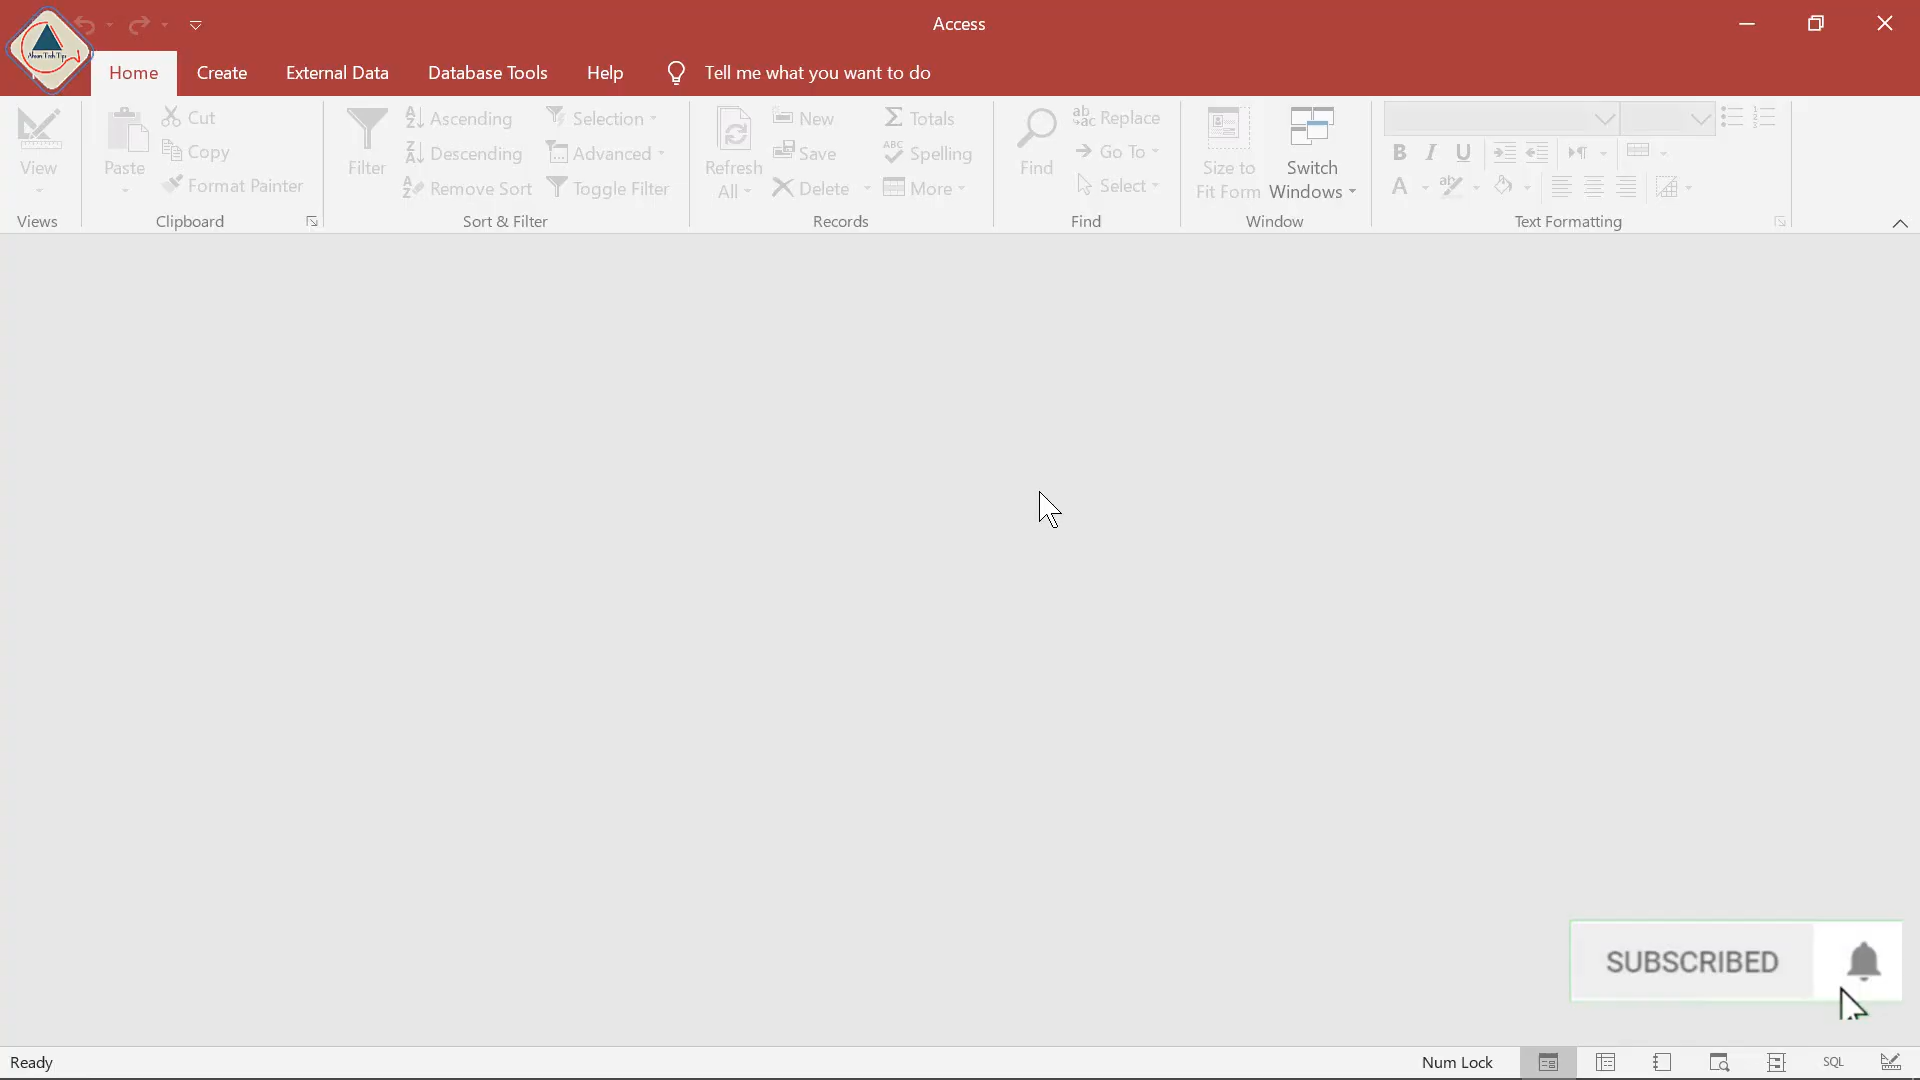 Access
Ahsan Tech Tips
Home Create External Data Database Tools Help Tell me what you want to do
View
Views
Paste
Cut
Copy
Format Painter
Clipboard
Filter
Ascending
Descending
Remove Sort
Selection
Advanced
Toggle Filter
Sort & Filter
Refresh
All
New
Save
Delete
Totals
Spelling
More
Records
Find
Replace
Go To
Select
Find
Size to
Fit Form
Switch
Windows
Window
B I U
A
Text Formatting
SUBSCRIBED
Ready
Num Lock
SQL